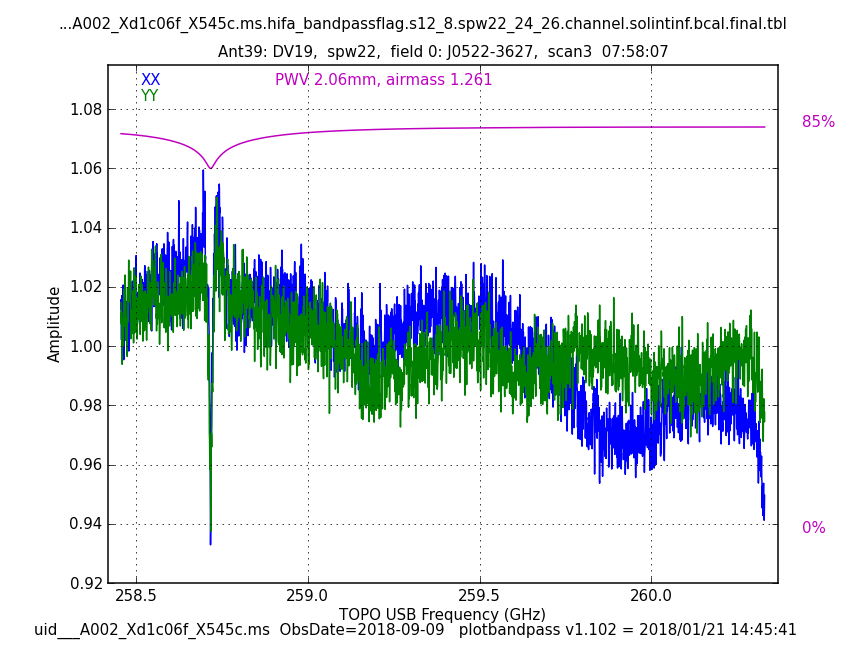 ...A002_Xd1c06f_X545c.ms.hifa_bandpassflag.s12_8.spw22_24_26.channel.solintinf.bcal.final.tbl
Ant39: DV19,  spw22,  field 0: J0522-3627,  scan3  07:58:07
XX
PWV 2.06mm, airmass 1.261
YY
85%
0%
1.08
1.06
1.04
1.02
1.00
0.98
0.96
0.94
0.92
Amplitude
258.5
259.0
259.5
260.0
TOPO USB Frequency (GHz)
uid___A002_Xd1c06f_X545c.ms  ObsDate=2018-09-09   plotbandpass v1.102 = 2018/01/21 14:45:41